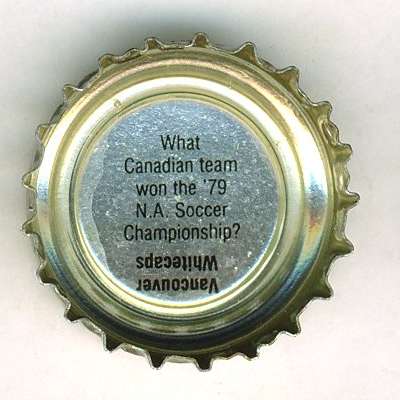 What
Canadian team
won the '79
N.A. Soccer
Championship?
Vancouver
Whitecaps